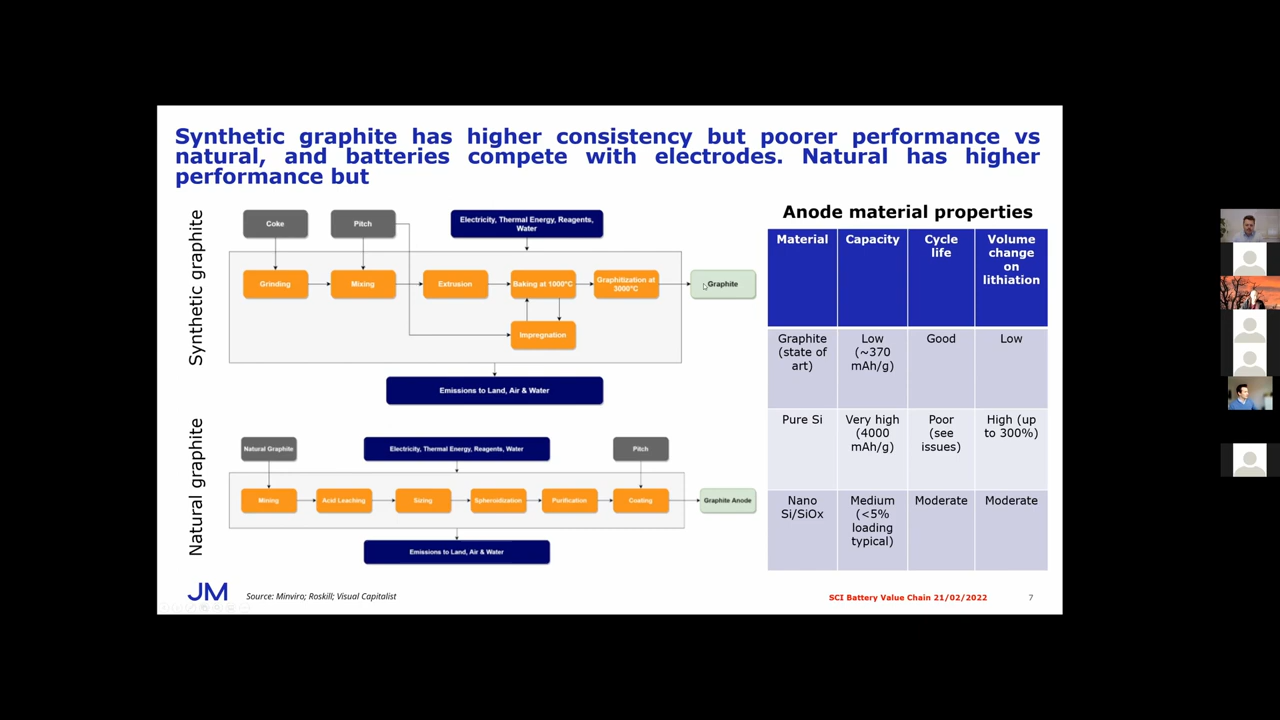 Synthetic graphite has higher consistency but poorer performance vs
natural, and batteries compete with electrodes. Natural has higher
performance but
Synthetic graphite
Coke
Pitch
Electricity, Thermal Energy, Reagents,
Water
Grinding
Mixing
Extrusion
Baking at 1000°C
Graphitization at
3000°C
Graphite
Impregnation
Emissions to Land, Air & Water
Natural graphite
Natural Graphite
Electricity, Thermal Energy, Reagents, Water
Pitch
Mining
Acid Leaching
Sizing
Spheroidization
Purification
Coating
Graphite Anode
Emissions to Land, Air & Water
Anode material properties
Material
Capacity
Cycle
life
Volume
change
on
lithiation
Graphite
(state of
art)
Low
(~370
mAh/g)
Good
Low
Pure Si
Very high
(4000
mAh/g)
Poor
(see
issues)
High (up
to 300%)
Nano
Si/SiOx
Medium
(<5%
loading
typical)
Moderate
Moderate
JM
Source: Minviro; Roskill; Visual Capitalist
SCI Battery Value Chain 21/02/2022
7